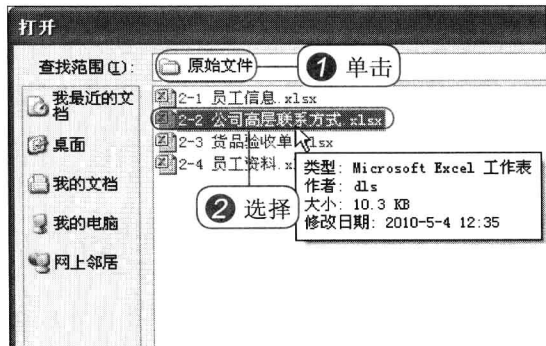 打开
查找范围(I):
原始文件
1 单击
我最近的文档
桌面
我的文档
我的电脑
网上邻居
2-1 员工信息.xlsx
2-2 公司高层联系方式.xlsx
2-3 货品验收单.xlsx
2-4 员工资料.x
2 选择
类型: Microsoft Excel 工作表
作者: dls
大小: 10.3 KB
修改日期: 2010-5-4 12:35